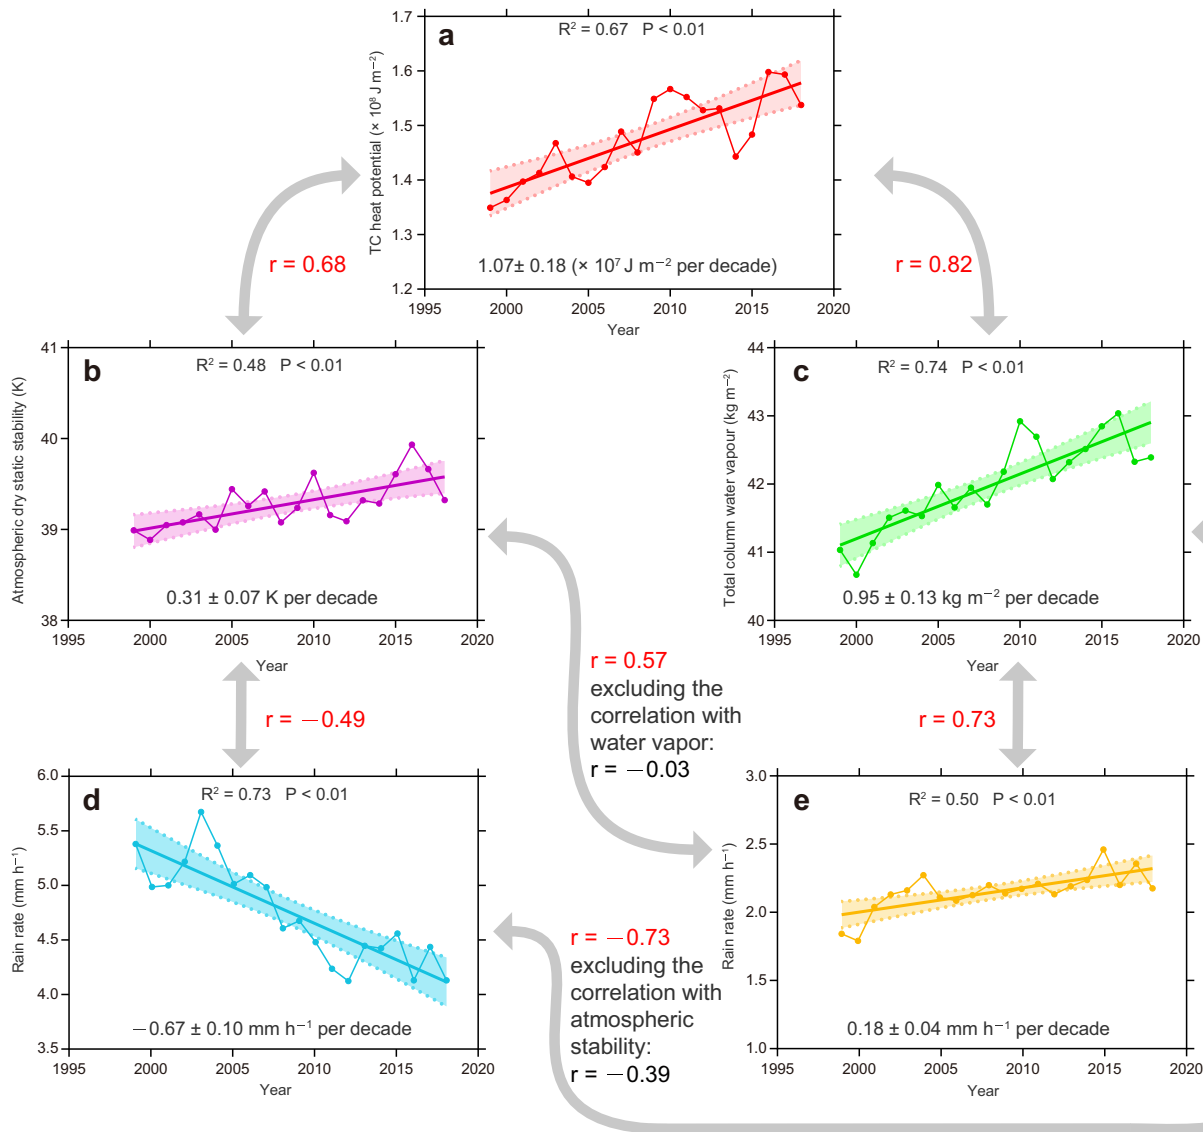 a
R² = 0.67 P < 0.01
TC heat potential (× 10⁸ J m⁻²)
1.7
1.6
1.5
1.4
1.3
1.2
1.07± 0.18 (× 10⁷ J m⁻² per decade)
1995 2000 2005 2010 2015 2020
Year
r = 0.68
r = 0.82
b
R² = 0.48 P < 0.01
Atmospheric dry static stability (K)
41
40
39
38
0.31 ± 0.07 K per decade
1995 2000 2005 2010 2015 2020
Year
c
R² = 0.74 P < 0.01
Total column water vapour (kg m⁻²)
44
43
42
41
40
0.95 ± 0.13 kg m⁻² per decade
1995 2000 2005 2010 2015 2020
Year
r = −0.49
r = 0.57
excluding the
correlation with
water vapor:
r = −0.03
r = 0.73
d
R² = 0.73 P < 0.01
Rain rate (mm h⁻¹)
6.0
5.5
5.0
4.5
4.0
3.5
−0.67 ± 0.10 mm h⁻¹ per decade
1995 2000 2005 2010 2015 2020
Year
r = −0.73
excluding the
correlation with
atmospheric
stability:
r = −0.39
e
R² = 0.50 P < 0.01
Rain rate (mm h⁻¹)
3.0
2.5
2.0
1.5
1.0
0.18 ± 0.04 mm h⁻¹ per decade
1995 2000 2005 2010 2015 2020
Year